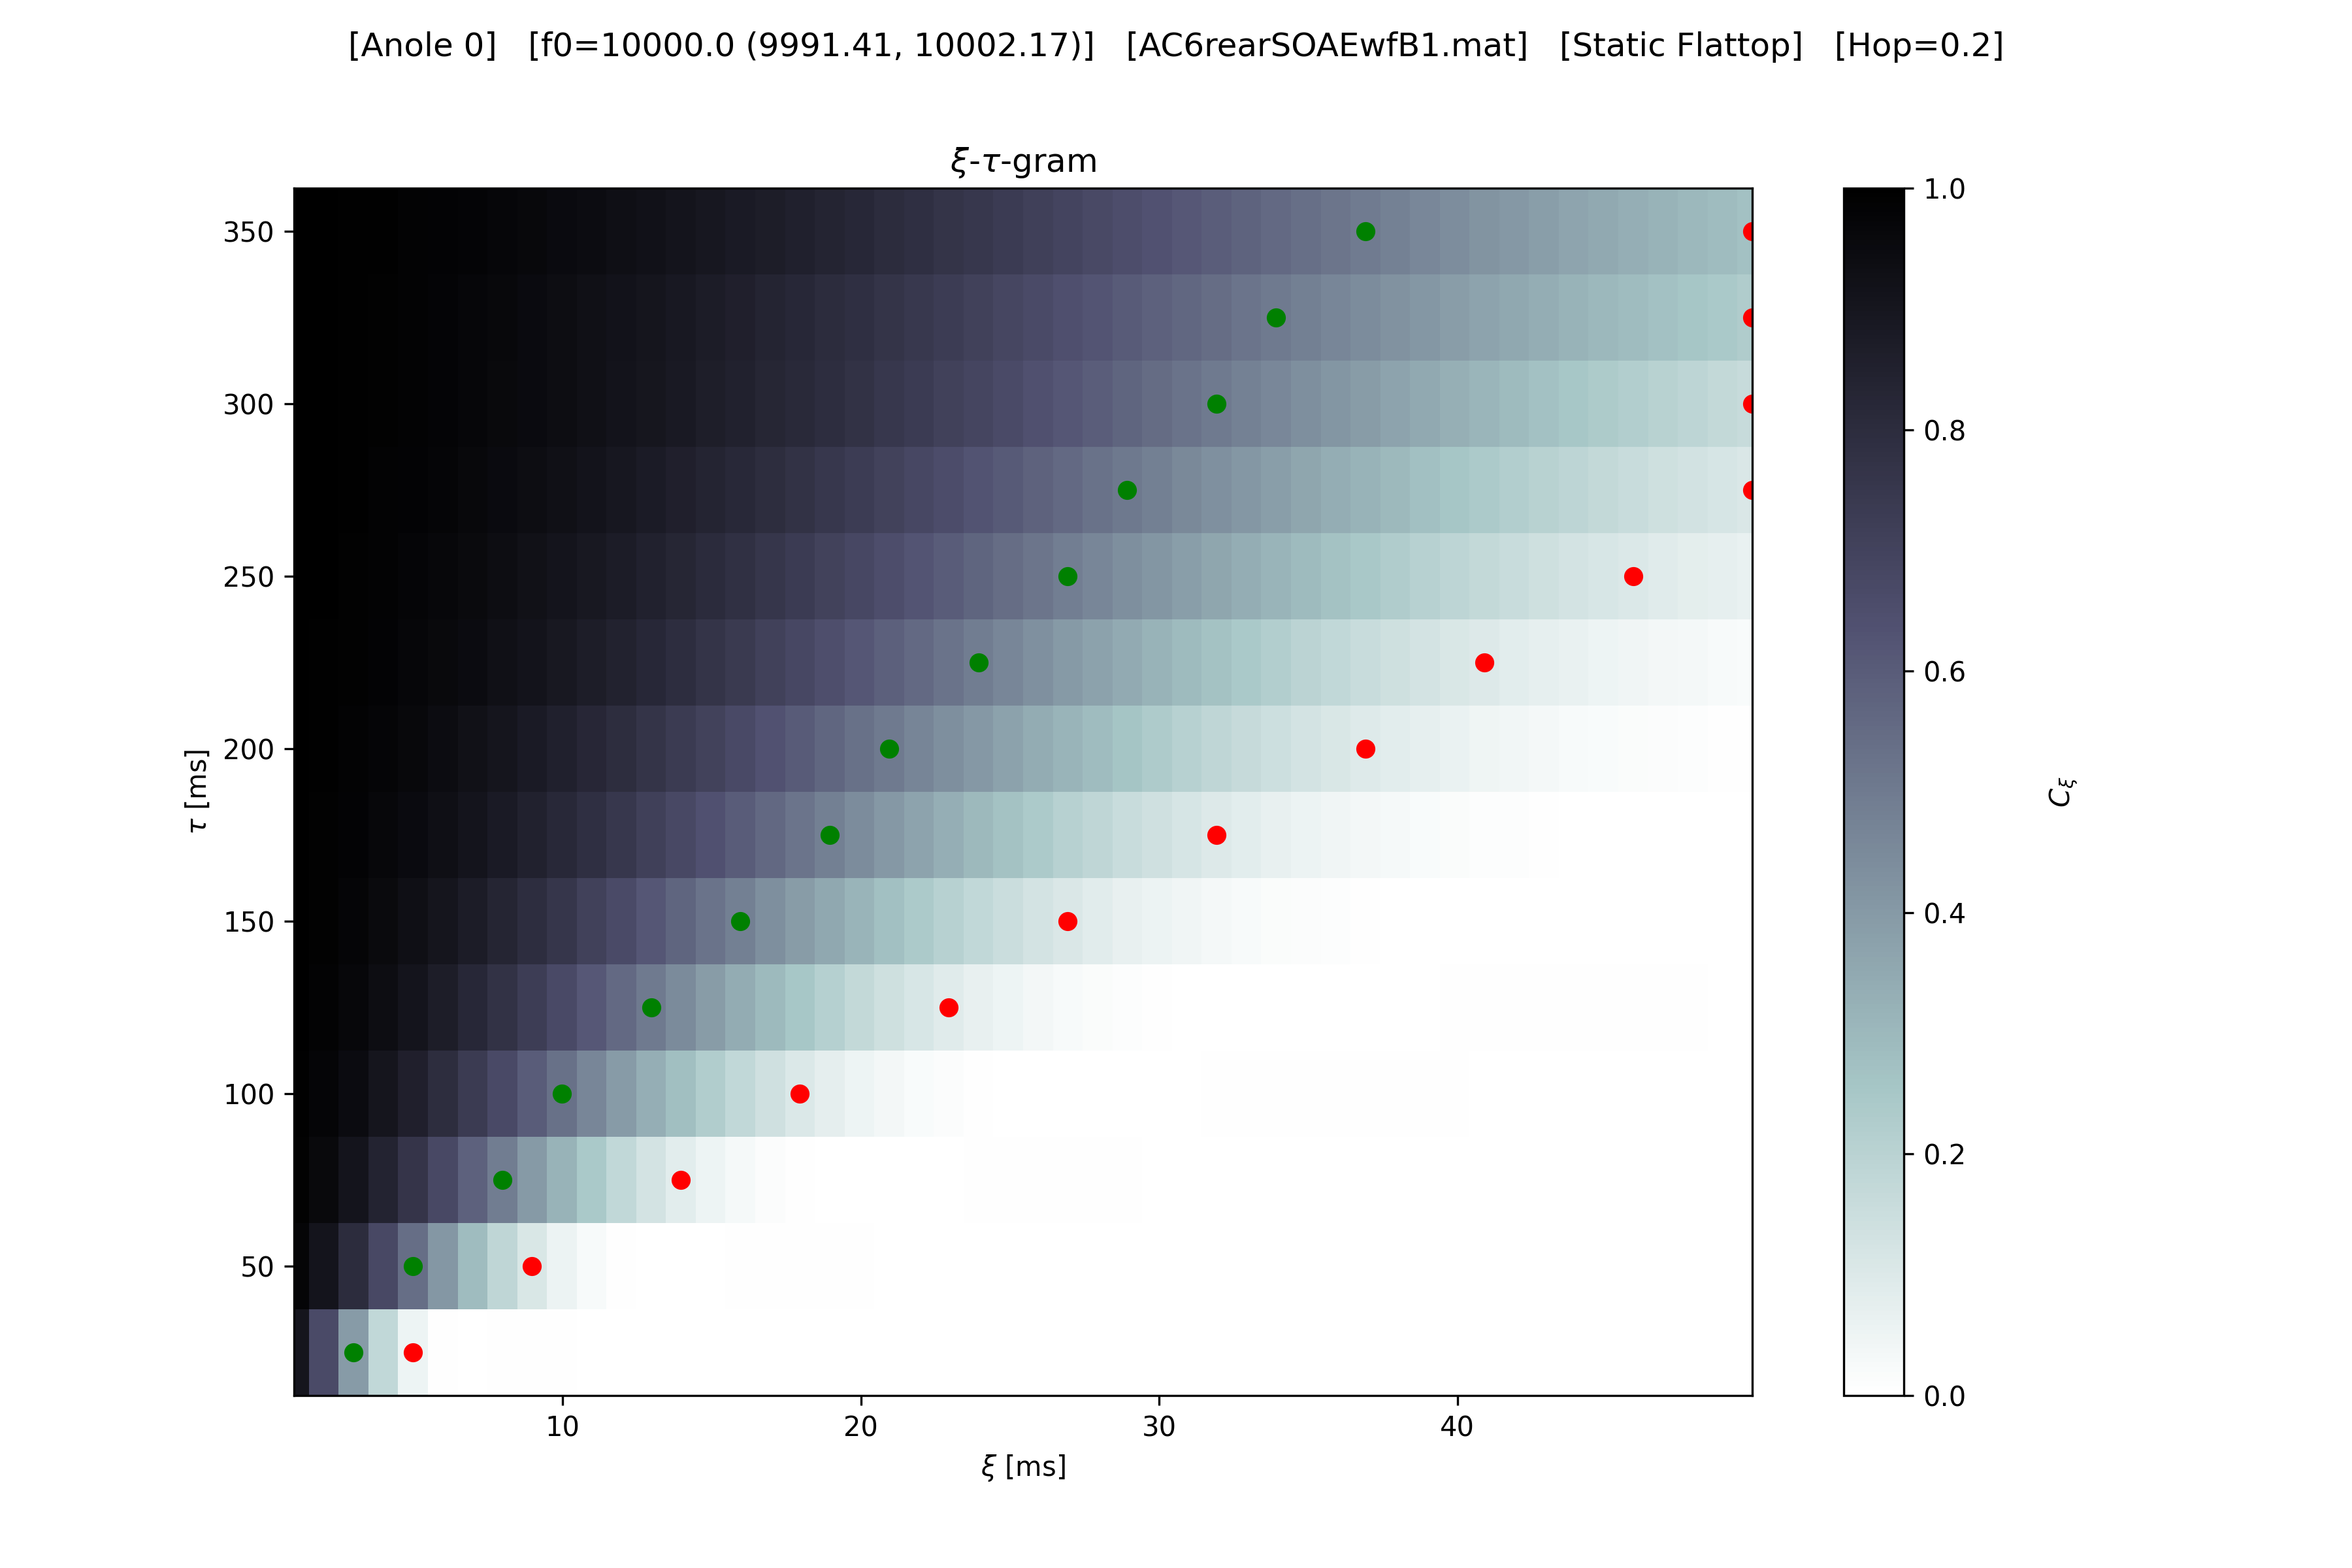 [Anole 0]   [f0=10000.0 (9991.41, 10002.17)]   [AC6rearSOAEwfB1.mat]   [Static Flattop]   [Hop=0.2]
ξ-τ-gram
τ [ms]
350
300
250
200
150
100
50
10 20 30 40
ξ [ms]
1.0
0.8
0.6
0.4
0.2
0.0
C_ξ